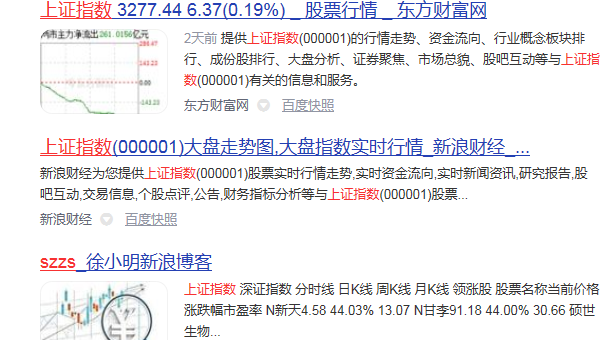 上证指数 3277.44 6.37(0.19%) _ 股票行情 _ 东方财富网
市主力净流出261.0156亿元
286.47
143.23
0.00
-143.23
2天前 提供上证指数(000001)的行情走势、资金流向、行业概念板块排
行、成份股排行、大盘分析、证券聚焦、市场总貌、股吧互动等与上证指
数(000001)有关的信息和服务。
东方财富网 百度快照
上证指数(000001)大盘走势图,大盘指数实时行情_新浪财经_...
新浪财经为您提供上证指数(000001)股票实时行情走势,实时资金流向,实时新闻资讯,研究报告,股
吧互动,交易信息,个股点评,公告,财务指标分析等与上证指数(000001)股票...
新浪财经 百度快照
szzs_徐小明新浪博客
上证指数 深证指数 分时线 日K线 周K线 月K线 领涨股 股票名称当前价格
涨跌幅市盈率 N新天4.58 44.03% 13.07 N甘李91.18 44.00% 30.66 硕世
生物...